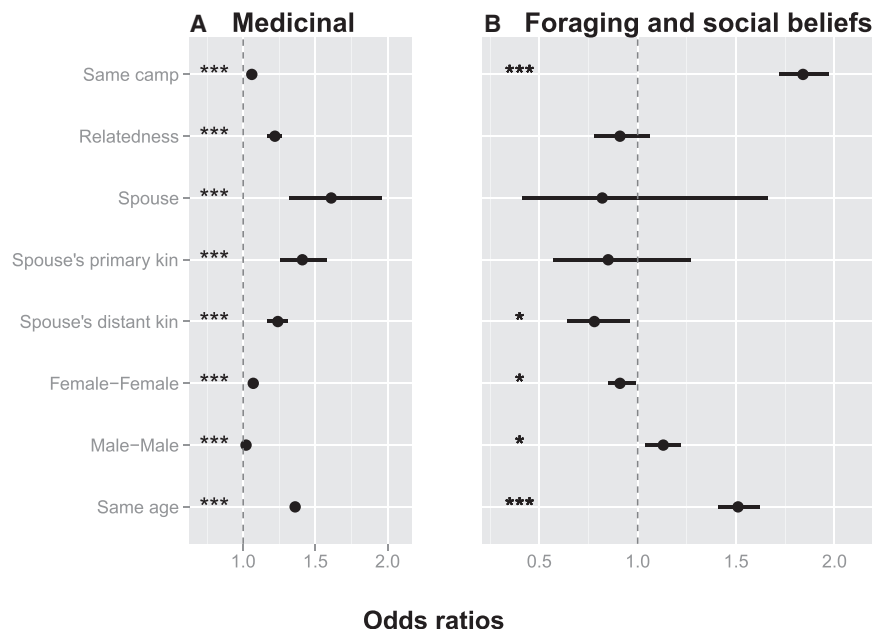 A Medicinal
B Foraging and social beliefs
Same camp *** ***
Relatedness ***
Spouse ***
Spouse's primary kin ***
Spouse's distant kin *** *
Female−Female *** *
Male−Male *** *
Same age *** ***
1.0 1.5 2.0
0.5 1.0 1.5 2.0
Odds ratios